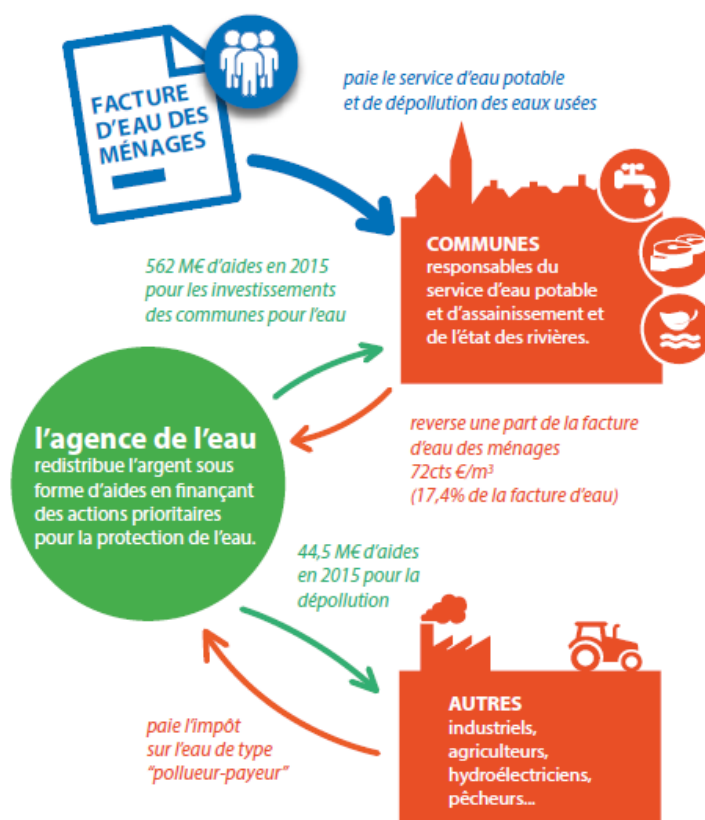 FACTURE
D'EAU DES
MÉNAGES
paie le service d'eau potable
et de dépollution des eaux usées
COMMUNES
responsables du
service d'eau potable
et d'assainissement et
de l'état des rivières.
562 M€ d'aides en 2015
pour les investissements
des communes pour l'eau
l'agence de l'eau
redistribue l'argent sous
forme d'aides en finançant
des actions prioritaires
pour la protection de l'eau.
reverse une part de la facture
d'eau des ménages
72cts €/m³
(17,4% de la facture d'eau)
44,5 M€ d'aides
en 2015 pour la
dépollution
paie l'impôt
sur l'eau de type
"pollueur-payeur"
AUTRES
industriels,
agriculteurs,
hydroélectriciens,
pêcheurs...